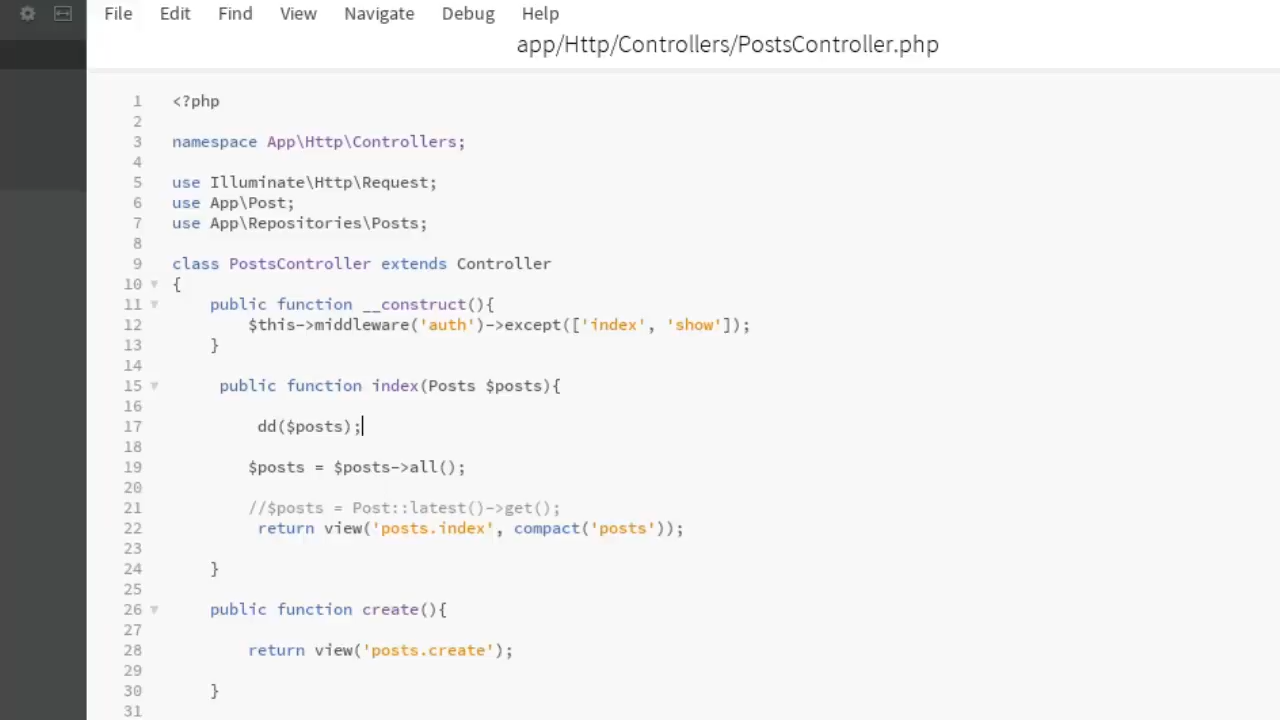 File Edit Find View Navigate Debug Help
app/Http/Controllers/PostsController.php
1 <?php
2
3 namespace App\Http\Controllers;
4
5 use Illuminate\Http\Request;
6 use App\Post;
7 use App\Repositories\Posts;
8
9 class PostsController extends Controller
10 {
11     public function __construct(){
12         $this->middleware('auth')->except(['index', 'show']);
13     }
14
15      public function index(Posts $posts){
16
17          dd($posts);
18
19         $posts = $posts->all();
20
21         //$posts = Post::latest()->get();
22          return view('posts.index', compact('posts'));
23
24     }
25
26     public function create(){
27
28         return view('posts.create');
29
30     }
31